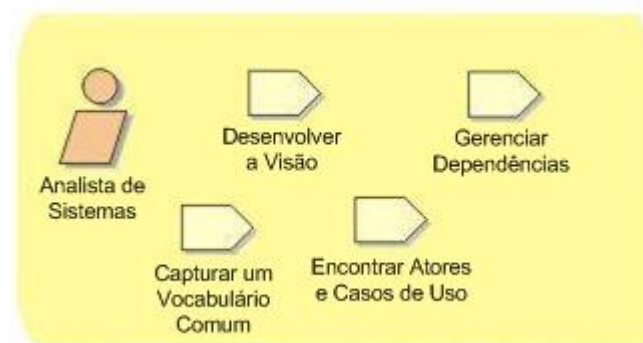 Analista de
Sistemas
Desenvolver
a Visão
Gerenciar
Dependências
Capturar um
Vocabulário
Comum
Encontrar Atores
e Casos de Uso